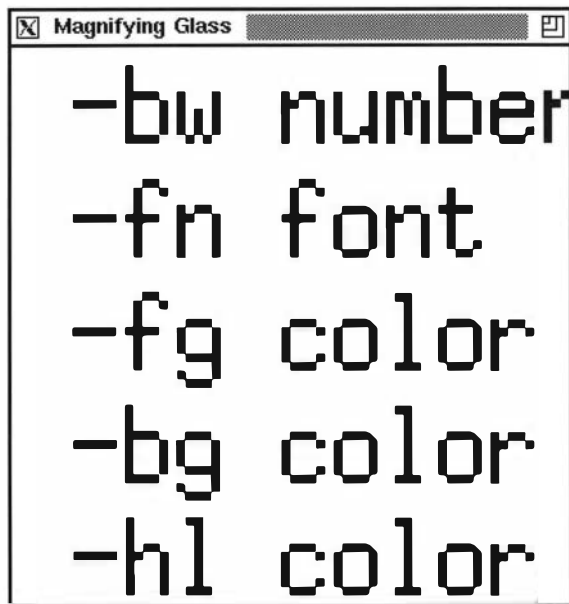 Magnifying Glass
-bw number
-fn font
-fg color
-bg color
-hl color